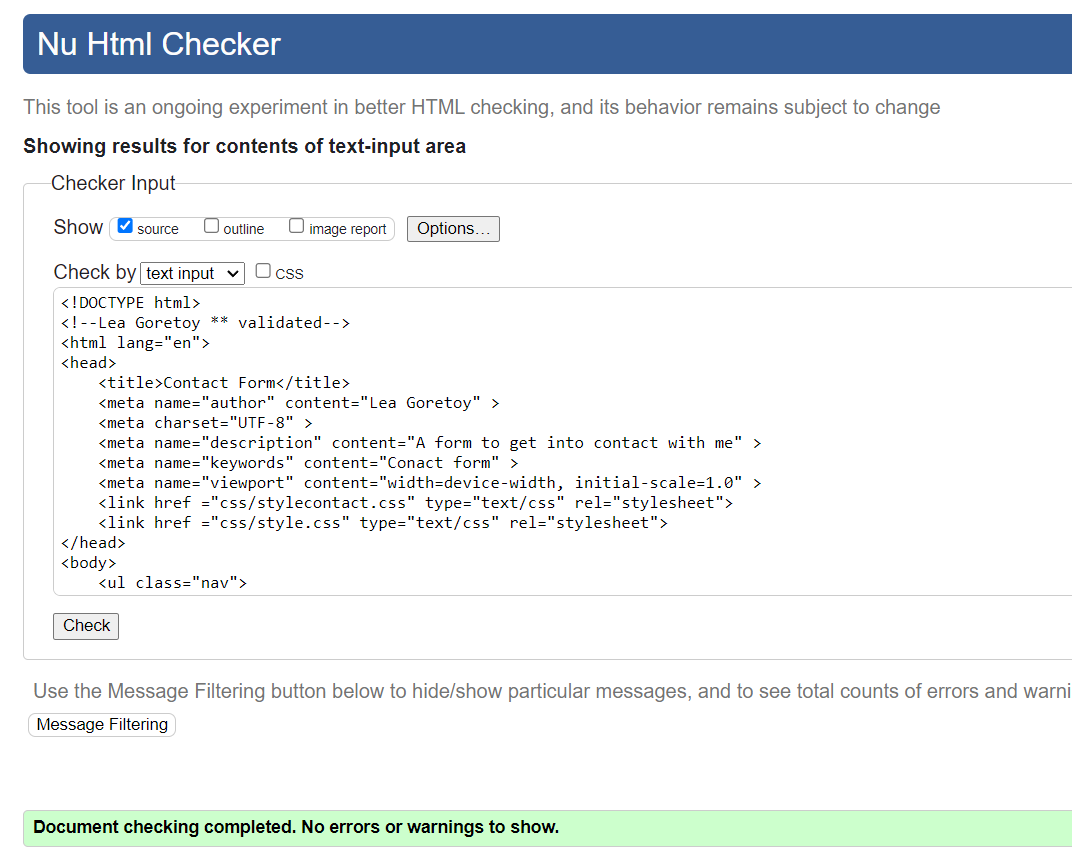 Nu Html Checker
This tool is an ongoing experiment in better HTML checking, and its behavior remains subject to change
Showing results for contents of text-input area
Checker Input
Show source outline image report Options...
Check by text input CSS
<!DOCTYPE html>
<!--Lea Goretoy ** validated-->
<html lang="en">
<head>
    <title>Contact Form</title>
    <meta name="author" content="Lea Goretoy" >
    <meta charset="UTF-8" >
    <meta name="description" content="A form to get into contact with me" >
    <meta name="keywords" content="Conact form" >
    <meta name="viewport" content="width=device-width, initial-scale=1.0" >
    <link href ="css/stylecontact.css" type="text/css" rel="stylesheet">
    <link href ="css/style.css" type="text/css" rel="stylesheet">
</head>
<body>
    <ul class="nav">
Check
Use the Message Filtering button below to hide/show particular messages, and to see total counts of errors and warni
Message Filtering
Document checking completed. No errors or warnings to show.